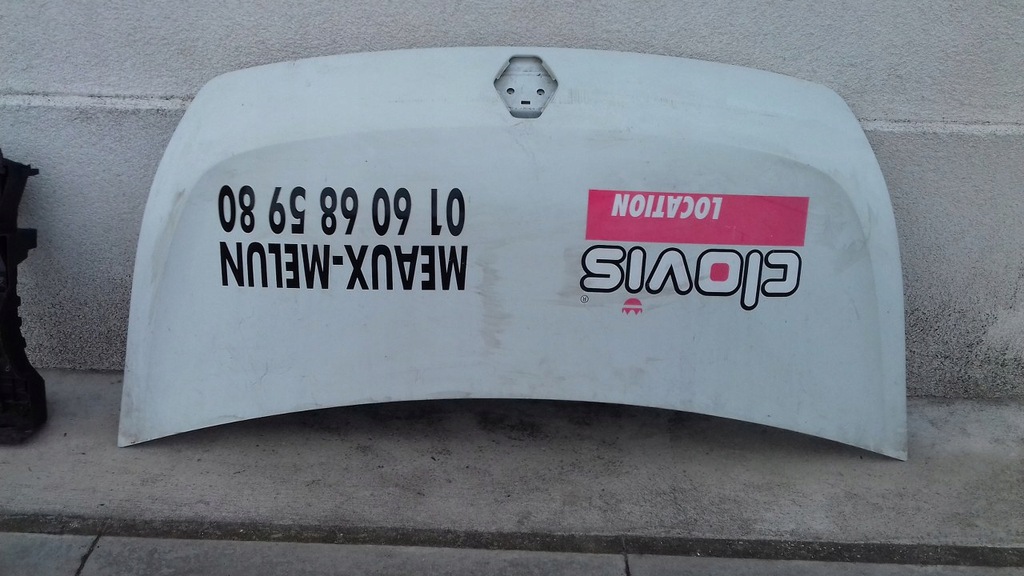 clovis®
LOCATION
MEAUX-MELUN
01 60 68 59 80